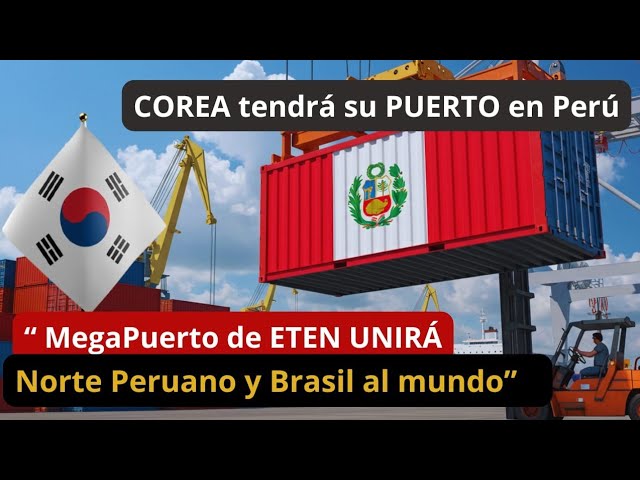 COREA tendrá su PUERTO en Perú
“ MegaPuerto de ETEN UNIRÁ
Norte Peruano y Brasil al mundo”